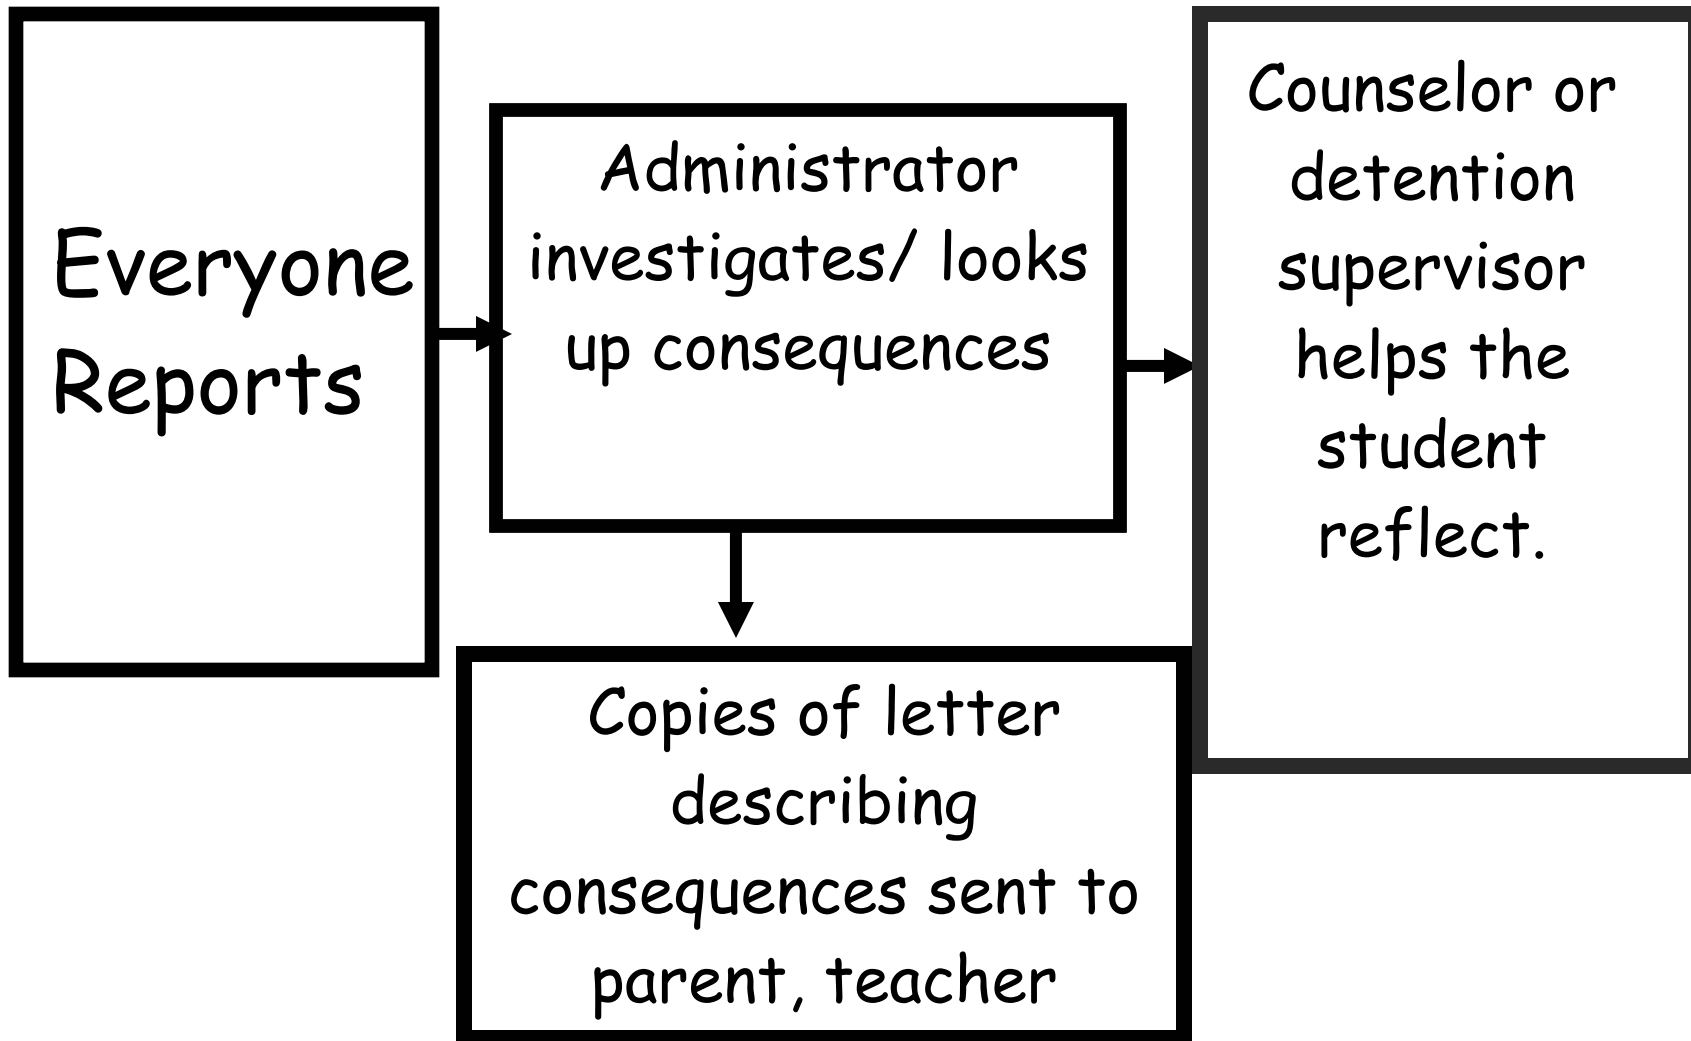 Everyone
Reports
Administrator
investigates/ looks
up consequences
Counselor or
detention
supervisor
helps the
student
reflect.
Copies of letter
describing
consequences sent to
parent, teacher